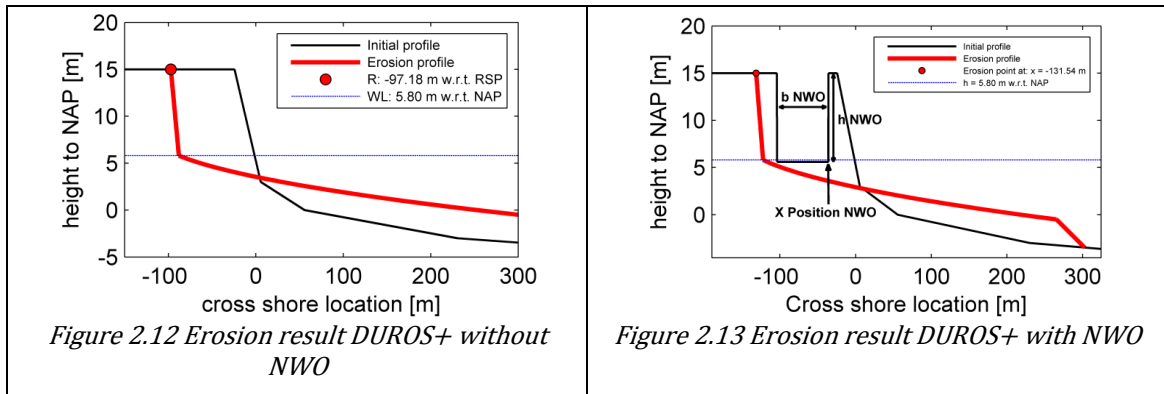 20
15
10
5
0
-5
height to NAP [m]
Initial profile
Erosion profile
R: -97.18 m w.r.t. RSP
WL: 5.80 m w.r.t. NAP
-100 0 100 200 300
cross shore location [m]
Figure 2.12 Erosion result DUROS+ without
NWO
20
15
10
5
0
height to NAP [m]
Initial profile
Erosion profile
Erosion point at: x = -131.54 m
h = 5.80 m w.r.t. NAP
b NWO
h NWO
X Position NWO
-100 0 100 200 300
Cross shore location [m]
Figure 2.13 Erosion result DUROS+ with NWO